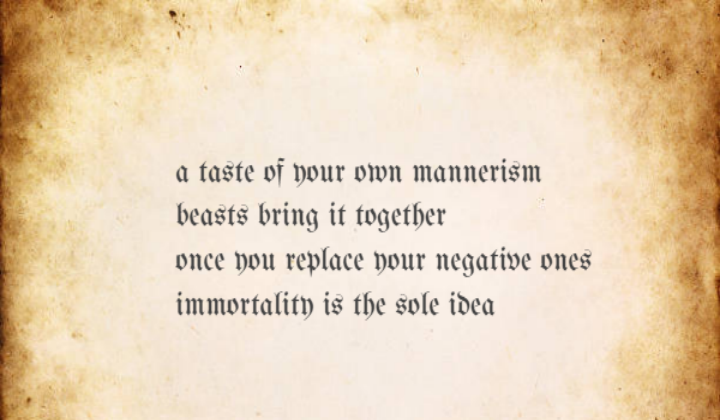 a taste of your own mannerism
beasts bring it together
once you replace your negative ones
immortality is the sole idea